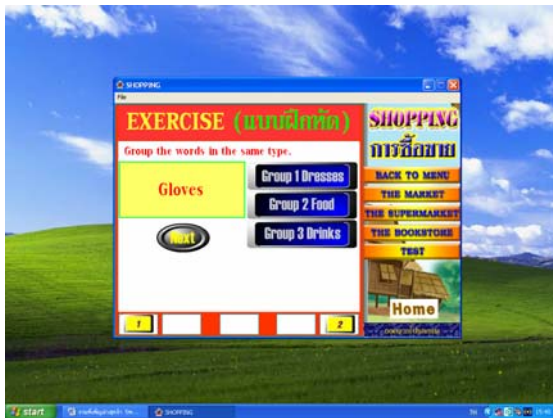 SHOPPING
File
EXERCISE (แบบฝึกหัด)
Group the words in the same type.
Gloves
Next
Group 1 Dresses
Group 2 Food
Group 3 Drinks
1
2
SHOPPING
การซื้อขาย
BACK TO MENU
THE MARKET
THE SUPERMARKET
THE BOOKSTORE
TEST
Home
start
SHOPPING